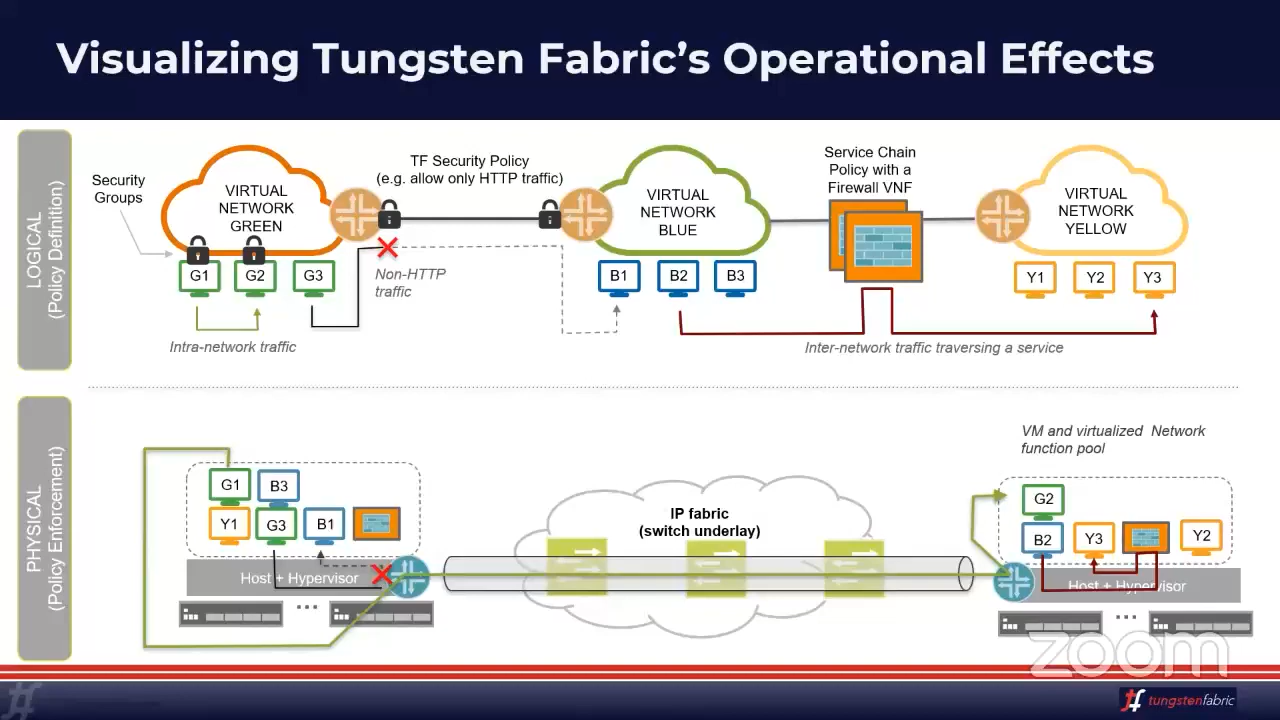 Visualizing Tungsten Fabric's Operational Effects
LOGICAL
(Policy Definition)
Security
Groups
VIRTUAL
NETWORK
GREEN
TF Security Policy
(e.g. allow only HTTP traffic)
VIRTUAL
NETWORK
BLUE
Service Chain
Policy with a
Firewall VNF
VIRTUAL
NETWORK
YELLOW
G1
G2
G3
Non-HTTP
traffic
B1
B2
B3
Y1
Y2
Y3
Intra-network traffic
Inter-network traffic traversing a service
PHYSICAL
(Policy Enforcement)
VM and virtualized Network
function pool
G1
B3
Y1
G3
B1
Host + Hypervisor
IP fabric
(switch underlay)
G2
B2
Y3
Y2
Host + Hypervisor
zoom
tungstenfabric